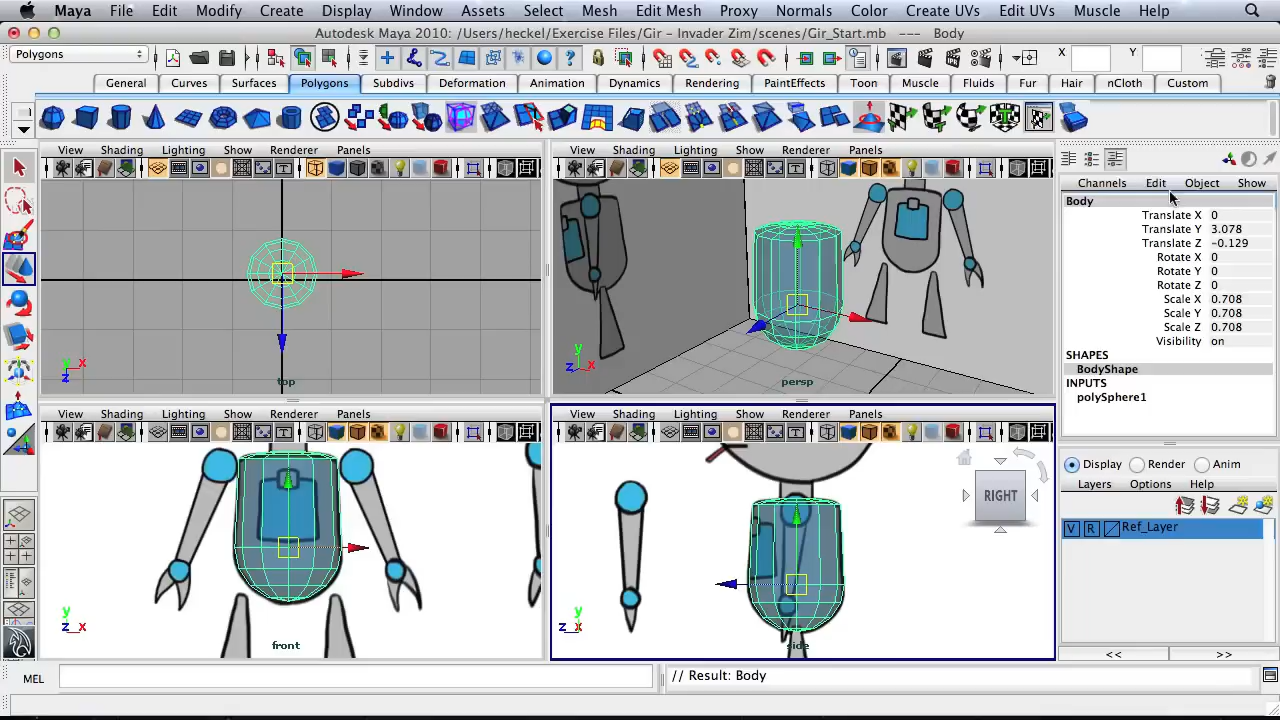 Maya File Edit Modify Create Display Window Assets Select Mesh Edit Mesh Proxy Normals Color Create UVs Edit UVs Muscle Help
Autodesk Maya 2010: /Users/heckel/Exercise Files/Gir - Invader Zim/scenes/Gir_Start.mb --- Body
Polygons
X
Y
General Curves Surfaces Polygons Subdivs Deformation Animation Dynamics Rendering PaintEffects Toon Muscle Fluids Fur Hair nCloth Custom
View Shading Lighting Show Renderer Panels
View Shading Lighting Show Renderer Panels
Channels Edit Object Show
Body
Translate X 0
Translate Y 3.078
Translate Z -0.129
Rotate X 0
Rotate Y 0
Rotate Z 0
Scale X 0.708
Scale Y 0.708
Scale Z 0.708
Visibility on
SHAPES
BodyShape
INPUTS
polySphere1
y x
z
top
y
z x
persp
View Shading Lighting Show Renderer Panels
View Shading Lighting Show Renderer Panels
Display Render Anim
Layers Options Help
V R Ref_Layer
RIGHT
y
z x
front
y
z x
side
<< >>
MEL
// Result: Body